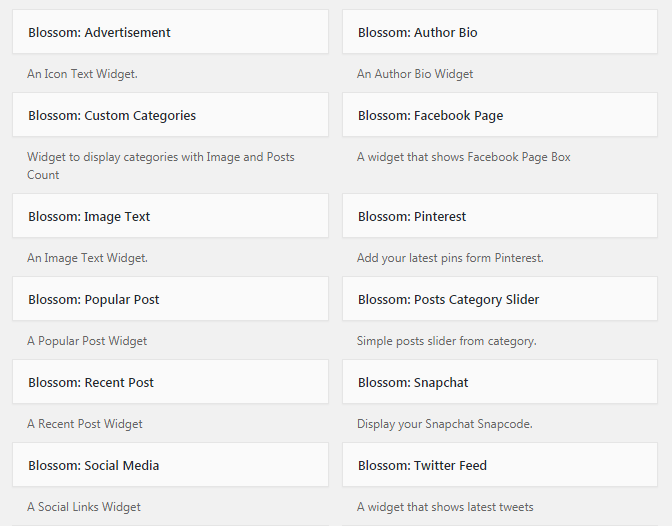 Blossom: Advertisement
Blossom: Author Bio
An Icon Text Widget.
An Author Bio Widget
Blossom: Custom Categories
Blossom: Facebook Page
Widget to display categories with Image and Posts
Count
A widget that shows Facebook Page Box
Blossom: Image Text
Blossom: Pinterest
An Image Text Widget.
Add your latest pins form Pinterest.
Blossom: Popular Post
Blossom: Posts Category Slider
A Popular Post Widget
Simple posts slider from category.
Blossom: Recent Post
Blossom: Snapchat
A Recent Post Widget
Display your Snapchat Snapcode.
Blossom: Social Media
Blossom: Twitter Feed
A Social Links Widget
A widget that shows latest tweets